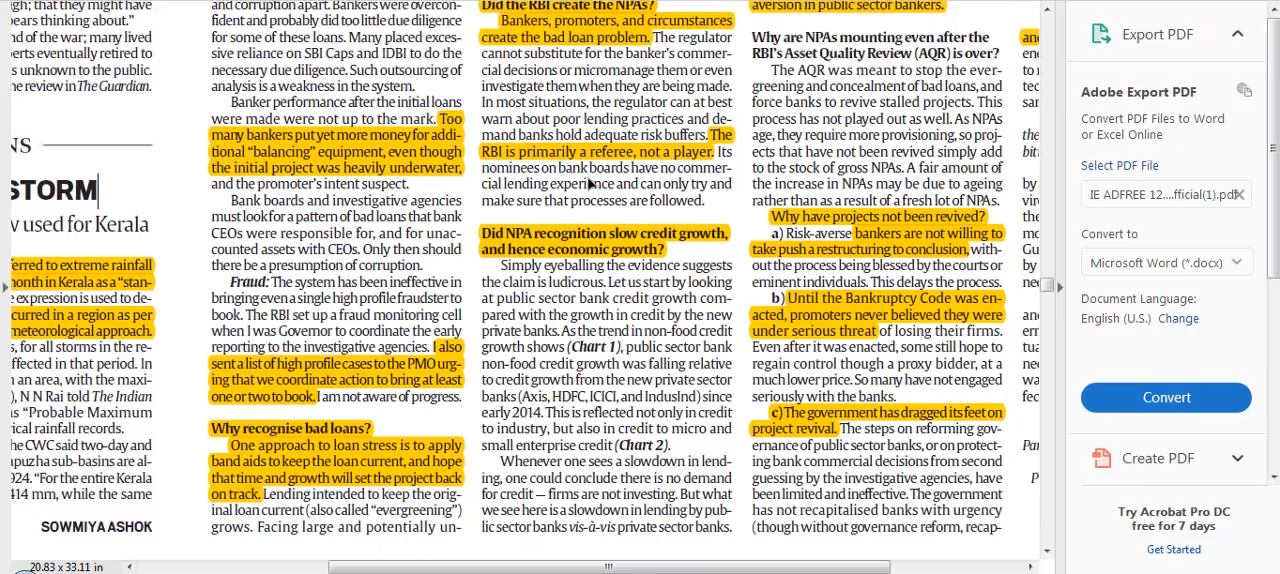 gh; that they might have
pears thinking about."
nd of the war; many lived
perts eventually retired to
s unknown to the public.
he review in The Guardian.
NS
STORM
w used for Kerala
ferred to extreme rainfall
month in Kerala as a "stan-
e expression is used to de-
curred in a region as per
meteorological approach.
s, for all storms in the re-
ffected in that period. In
n an area, with the maxi-
), N N Rai told The Indian
s "Probable Maximum
rical rainfall records.
he CWC said two-day and
apuzha sub-basins are al-
924. "For the entire Kerala
414 mm, while the same
SOWMIYA ASHOK
and corruption apart. Bankers were overcon-
fident and probably did too little due diligence
for some of these loans. Many placed exces-
sive reliance on SBI Caps and IDBI to do the
necessary due diligence. Such outsourcing of
analysis is a weakness in the system.
Banker performance after the initial loans
were made were not up to the mark. Too
many bankers put yet more money for addi-
tional "balancing" equipment, even though
the initial project was heavily underwater,
and the promoter's intent suspect.
Bank boards and investigative agencies
must look for a pattern of bad loans that bank
CEOs were responsible for, and for unac-
counted assets with CEOs. Only then should
there be a presumption of corruption.
Fraud: The system has been ineffective in
bringing even a single high profile fraudster to
book. The RBI set up a fraud monitoring cell
when I was Governor to coordinate the early
reporting to the investigative agencies. I also
sent a list of high profile cases to the PMO urg-
ing that we coordinate action to bring at least
one or two to book. I am not aware of progress.
Why recognise bad loans?
One approach to loan stress is to apply
band aids to keep the loan current, and hope
that time and growth will set the project back
on track. Lending intended to keep the orig-
inal loan current (also called "evergreening")
grows. Facing large and potentially un-
Did the RBI create the NPAs?
Bankers, promoters, and circumstances
create the bad loan problem. The regulator
cannot substitute for the banker's commer-
cial decisions or micromanage them or even
investigate them when they are being made.
In most situations, the regulator can at best
warn about poor lending practices and de-
mand banks hold adequate risk buffers. The
RBI is primarily a referee, not a player. Its
nominees on bank boards have no commer-
cial lending experience and can only try and
make sure that processes are followed.
Did NPA recognition slow credit growth,
and hence economic growth?
Simply eyeballing the evidence suggests
the claim is ludicrous. Let us start by looking
at public sector bank credit growth com-
pared with the growth in credit by the new
private banks. As the trend in non-food credit
growth shows (Chart 1), public sector bank
non-food credit growth was falling relative
to credit growth from the new private sector
banks (Axis, HDFC, ICICI, and IndusInd) since
early 2014. This is reflected not only in credit
to industry, but also in credit to micro and
small enterprise credit (Chart 2).
Whenever one sees a slowdown in lend-
ing, one could conclude there is no demand
for credit — firms are not investing. But what
we see here is a slowdown in lending by pub-
lic sector banks vis-à-vis private sector banks.
aversion in public sector banks.
Why are NPAs mounting even after the
RBI's Asset Quality Review (AQR) is over?
The AQR was meant to stop the ever-
greening and concealment of bad loans, and
force banks to revive stalled projects. This
process has not played out as well. As NPAs
age, they require more provisioning, so proj-
ects that have not been revived simply add
to the stock of gross NPAs. A fair amount of
the increase in NPAs may be due to ageing
rather than as a result of a fresh lot of NPAs.
Why have projects not been revived?
a) Risk-averse bankers are not willing to
take push a restructuring to conclusion, with-
out the process being blessed by the courts or
eminent individuals. This delays the process.
b) Until the Bankruptcy Code was en-
acted, promoters never believed they were
under serious threat of losing their firms.
Even after it was enacted, some still hope to
regain control though a proxy bidder, at a
much lower price. So many have not engaged
seriously with the banks.
c) The government has dragged its feet on
project revival. The steps on reforming gov-
ernance of public sector banks, or on protect-
ing bank commercial decisions from second
guessing by the investigative agencies, have
been limited and ineffective. The government
has not recapitalised banks with urgency
(though without governance reform, recap-
Export PDF
Adobe Export PDF
Convert PDF Files to Word
or Excel Online
Select PDF File
IE ADFREE 12....fficial(1).pdf
Convert to
Microsoft Word (*.docx)
Document Language:
English (U.S.) Change
Convert
Create PDF
Try Acrobat Pro DC
free for 7 days
Get Started
20.83 x 33.11 in